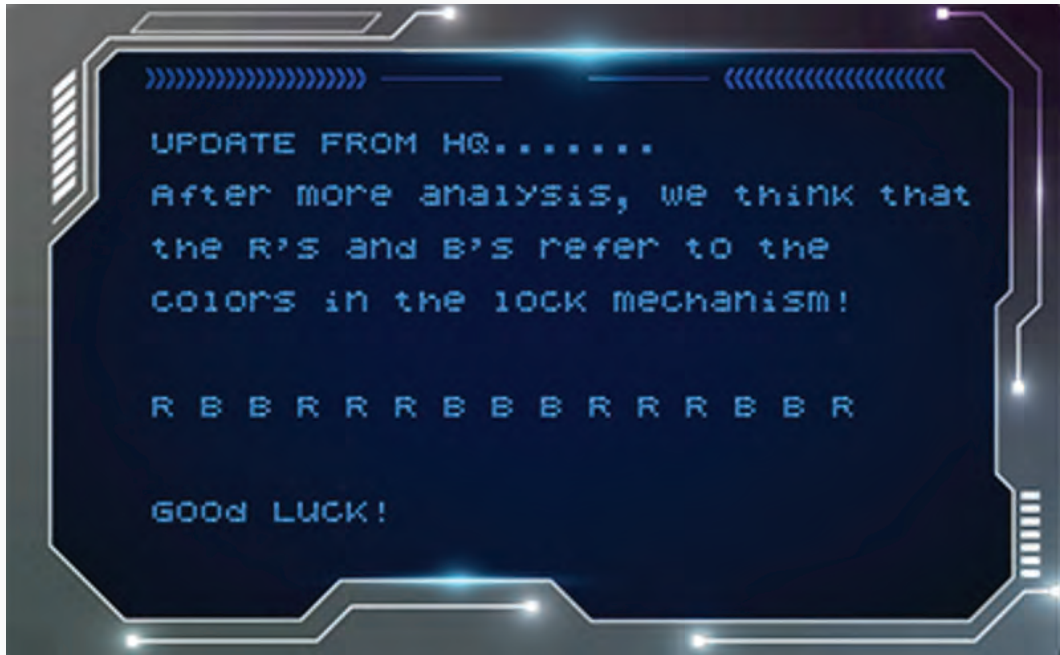 UPDATE FROM HQ.......
After more analysis, we think that
the R's and B's refer to the
colors in the lock mechanism!
R B B R R R B B B R R R B B R
Good LUCK!